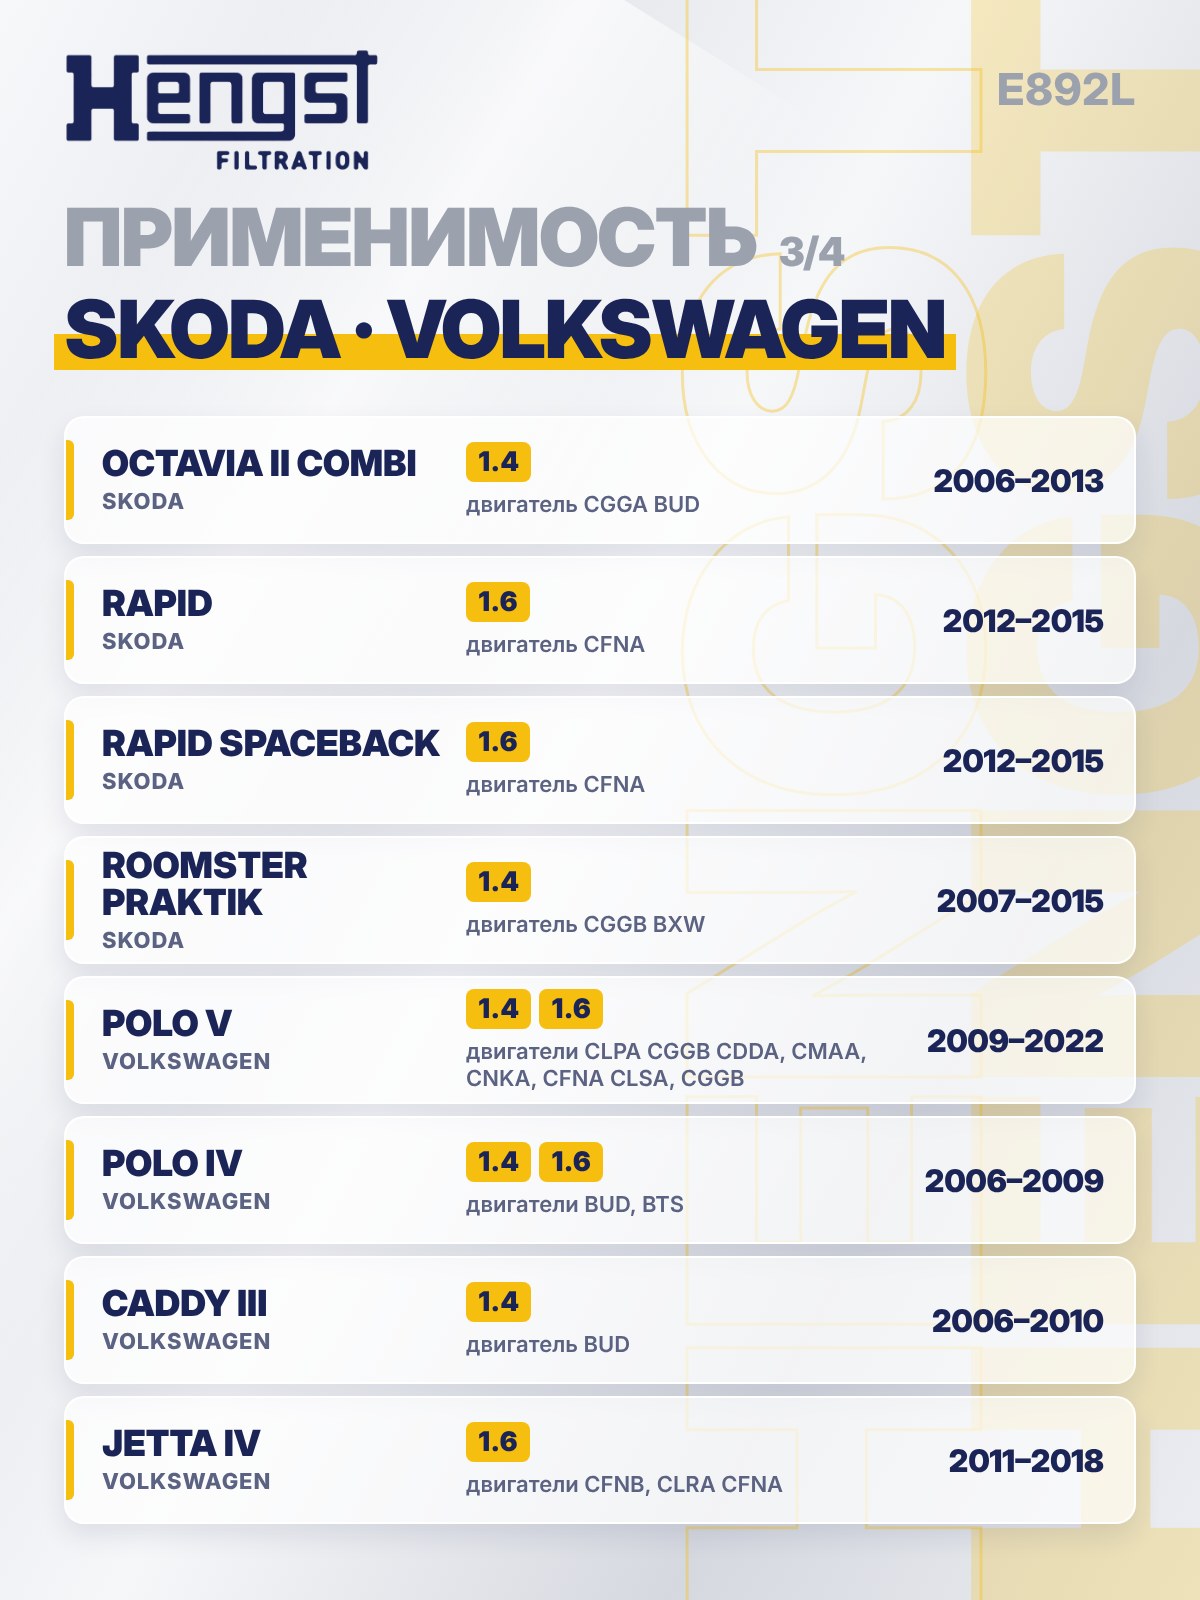 Hengst
FILTRATION
E892L
ПРИМЕНИМОСТЬ 3/4
SKODA · VOLKSWAGEN
OCTAVIA II COMBI
SKODA
1.4
двигатель CGGA BUD
2006–2013
RAPID
SKODA
1.6
двигатель CFNA
2012–2015
RAPID SPACEBACK
SKODA
1.6
двигатель CFNA
2012–2015
ROOMSTER
PRAKTIK
SKODA
1.4
двигатель CGGB BXW
2007–2015
POLO V
VOLKSWAGEN
1.4 1.6
двигатели CLPA CGGB CDDA, CMAA,
CNKA, CFNA CLSA, CGGB
2009–2022
POLO IV
VOLKSWAGEN
1.4 1.6
двигатели BUD, BTS
2006–2009
CADDY III
VOLKSWAGEN
1.4
двигатель BUD
2006–2010
JETTA IV
VOLKSWAGEN
1.6
двигатели CFNB, CLRA CFNA
2011–2018
HENGST
HENGST